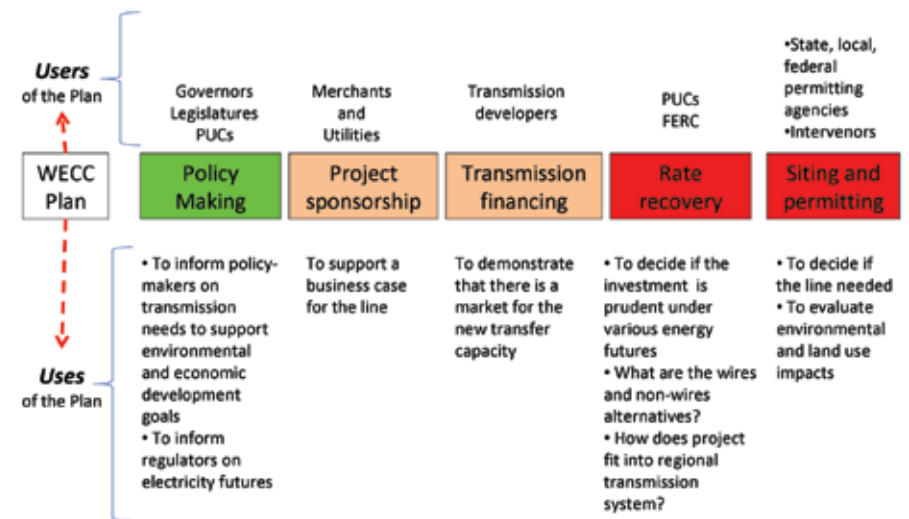 Users
of the Plan
Governors
Legislatures
PUCs
Merchants
and
Utilities
Transmission
developers
PUCs
FERC
•State, local,
federal
permitting
agencies
•Intervenors
WECC
Plan
Policy
Making
Project
sponsorship
Transmission
financing
Rate
recovery
Siting and
permitting
Uses
of the Plan
• To inform policy-
makers on
transmission
needs to support
environmental
and economic
development
goals
• To inform
regulators on
electricity futures
To support a
business case
for the line
To demonstrate
that there is a
market for the
new transfer
capacity
• To decide if the
investment is
prudent under
various energy
futures
• What are the wires
and non-wires
alternatives?
• How does project
fit into regional
transmission
system?
• To decide if
the line needed
• To evaluate
environmental
and land use
impacts